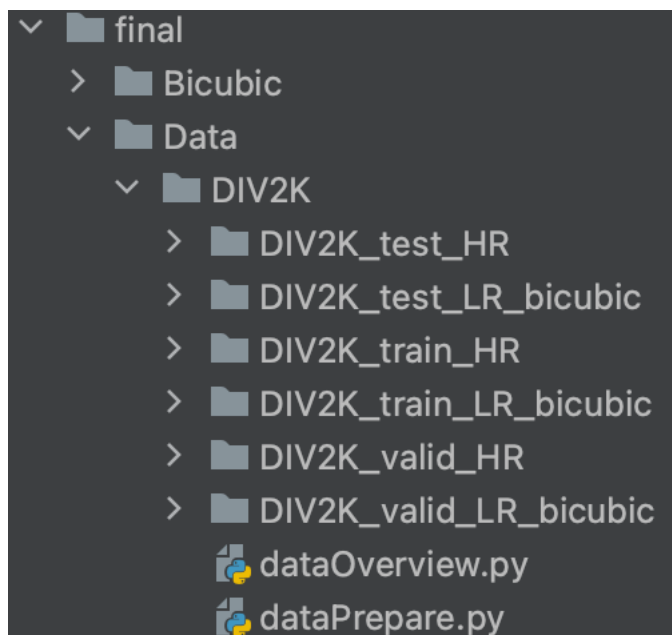 final
Bicubic
Data
DIV2K
DIV2K_test_HR
DIV2K_test_LR_bicubic
DIV2K_train_HR
DIV2K_train_LR_bicubic
DIV2K_valid_HR
DIV2K_valid_LR_bicubic
dataOverview.py
dataPrepare.py